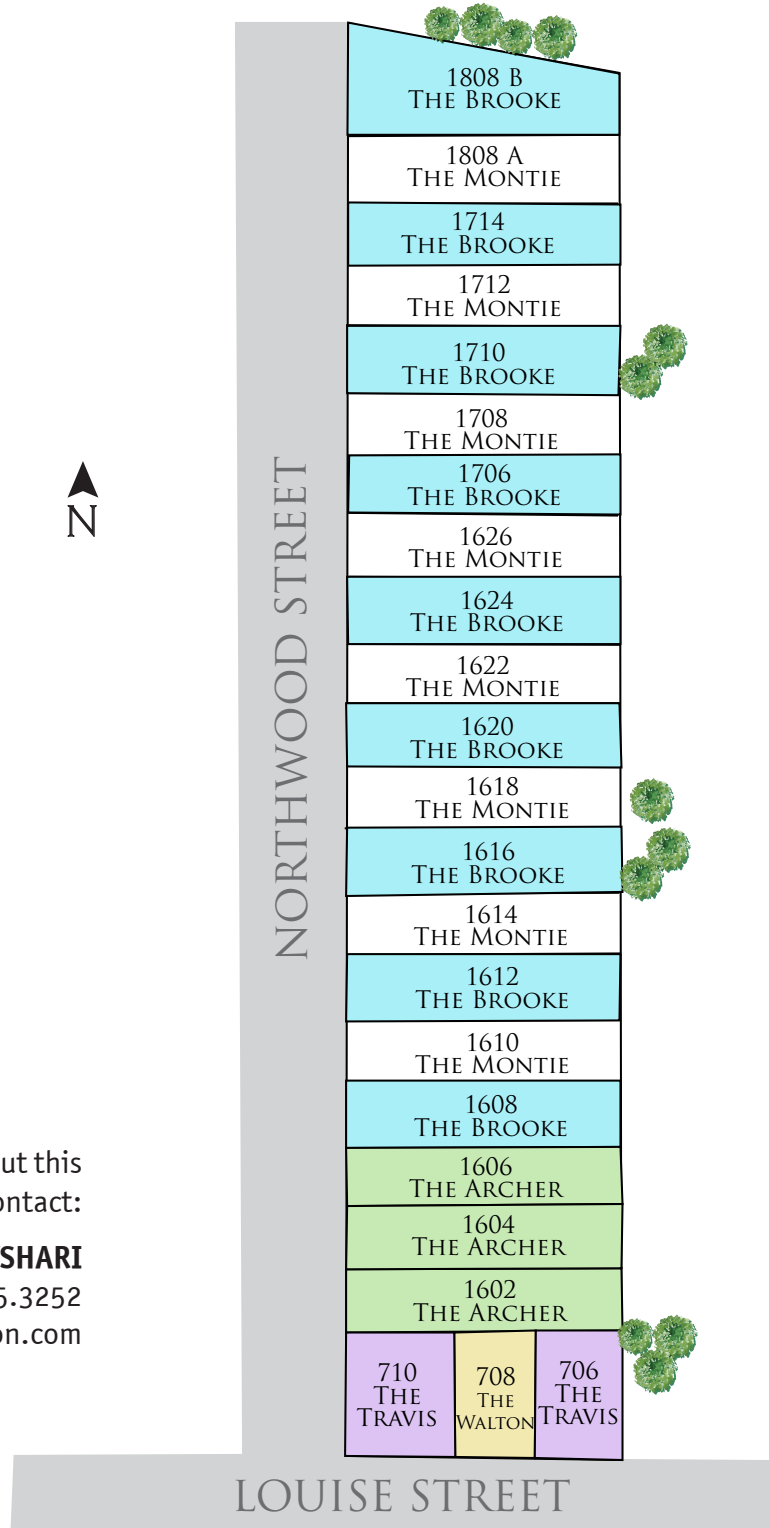 1808 B
The Brooke
1808 A
The Montie
1714
The Brooke
1712
The Montie
1710
The Brooke
1708
The Montie
1706
The Brooke
1626
The Montie
1624
The Brooke
1622
The Montie
1620
The Brooke
1618
The Montie
1616
The Brooke
1614
The Montie
1612
The Brooke
1610
The Montie
1608
The Brooke
1606
The Archer
1604
The Archer
1602
The Archer
710
The
Travis
708
The
Walton
706
The
Travis
NORTHWOOD STREET
LOUISE STREET
N
ut this
ontact:
SHARI
5.3252
on.com